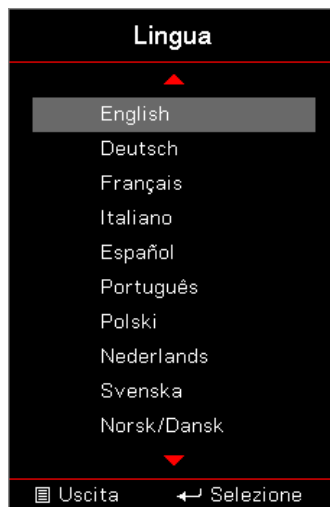 Lingua
English
Deutsch
Français
Italiano
Español
Português
Polski
Nederlands
Svenska
Norsk/Dansk
Uscita Selezione